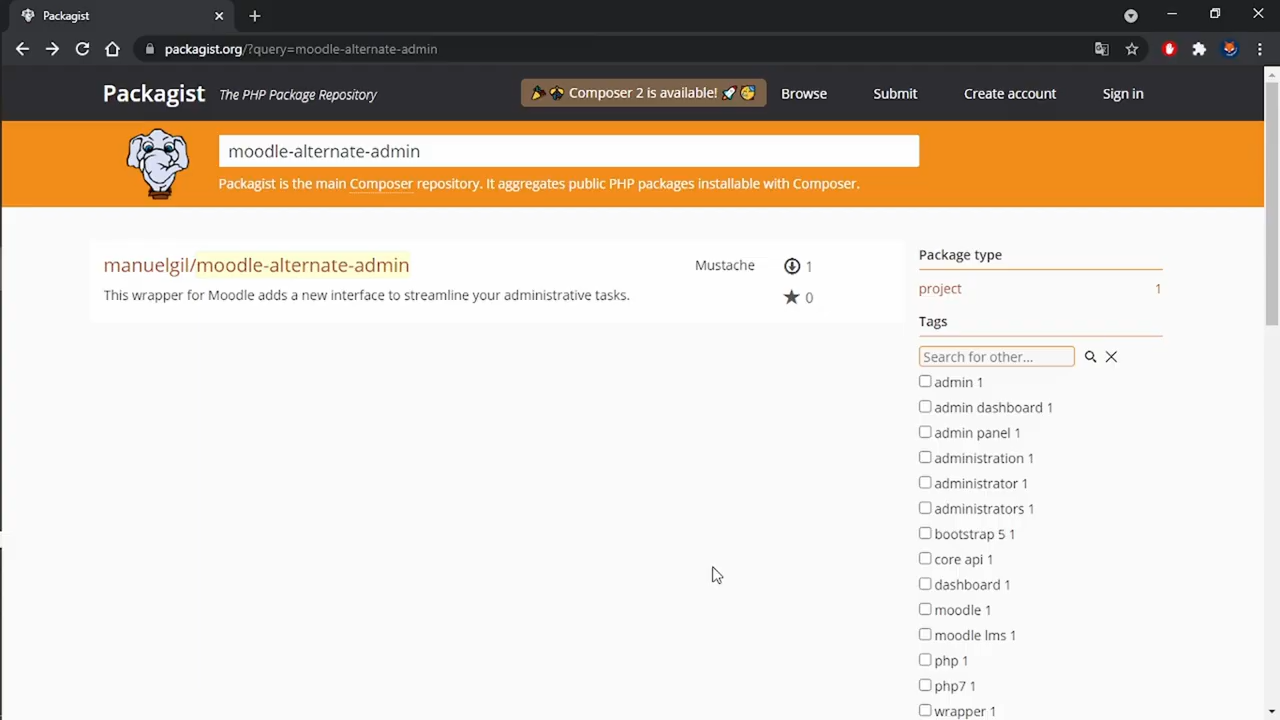 Packagist
packagist.org/?query=moodle-alternate-admin
Packagist
The PHP Package Repository
Composer 2 is available!
Browse
Submit
Create account
Sign in
moodle-alternate-admin
Packagist is the main Composer repository. It aggregates public PHP packages installable with Composer.
manuelgil/moodle-alternate-admin
Mustache
1
This wrapper for Moodle adds a new interface to streamline your administrative tasks.
0
Package type
project 1
Tags
Search for other...
admin 1
admin dashboard 1
admin panel 1
administration 1
administrator 1
administrators 1
bootstrap 5 1
core api 1
dashboard 1
moodle 1
moodle lms 1
php 1
php7 1
wrapper 1